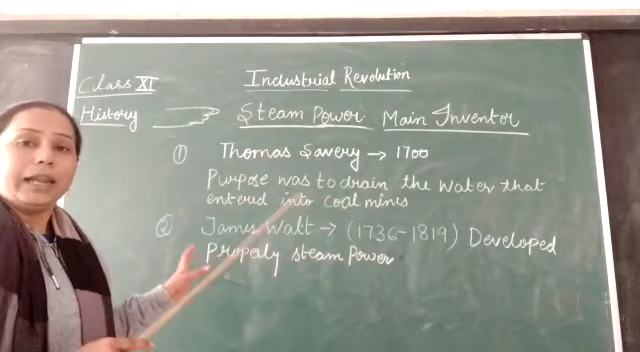 Class XI
Industrial Revolution
History
Steam Power Main Inventor
① Thomas Savery → 1700
Purpose was to drain the water that
entered into coal mines
② James Watt → (1736-1819) Developed
Properly steam Power